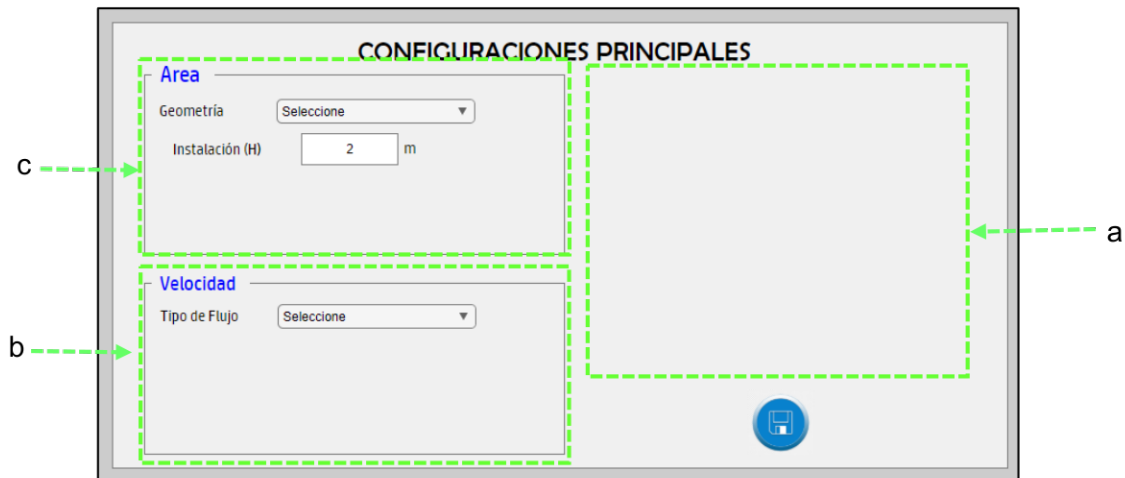 CONFIGURACIONES PRINCIPALES
Area
Geometría Seleccione
Instalación (H) 2 m
c
a
Velocidad
Tipo de Flujo Seleccione
b